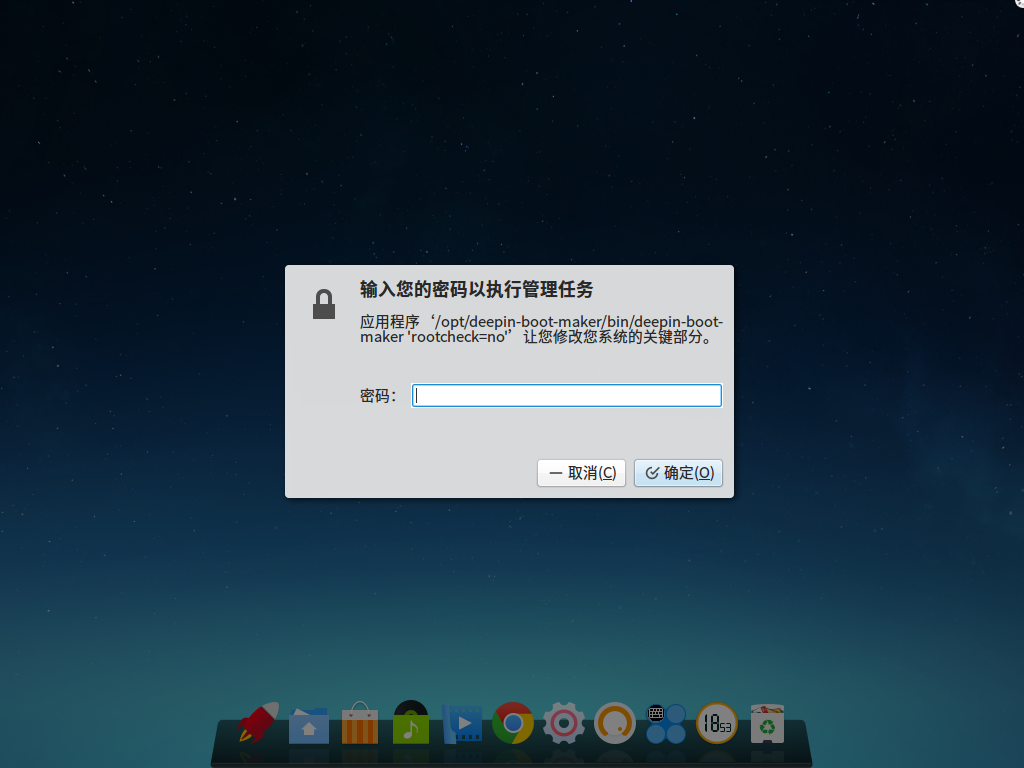 输入您的密码以执行管理任务
应用程序‘/opt/deepin-boot-maker/bin/deepin-boot-
maker 'rootcheck=no'’让您修改您系统的关键部分。
密码：
取消(C)
确定(O)
1853